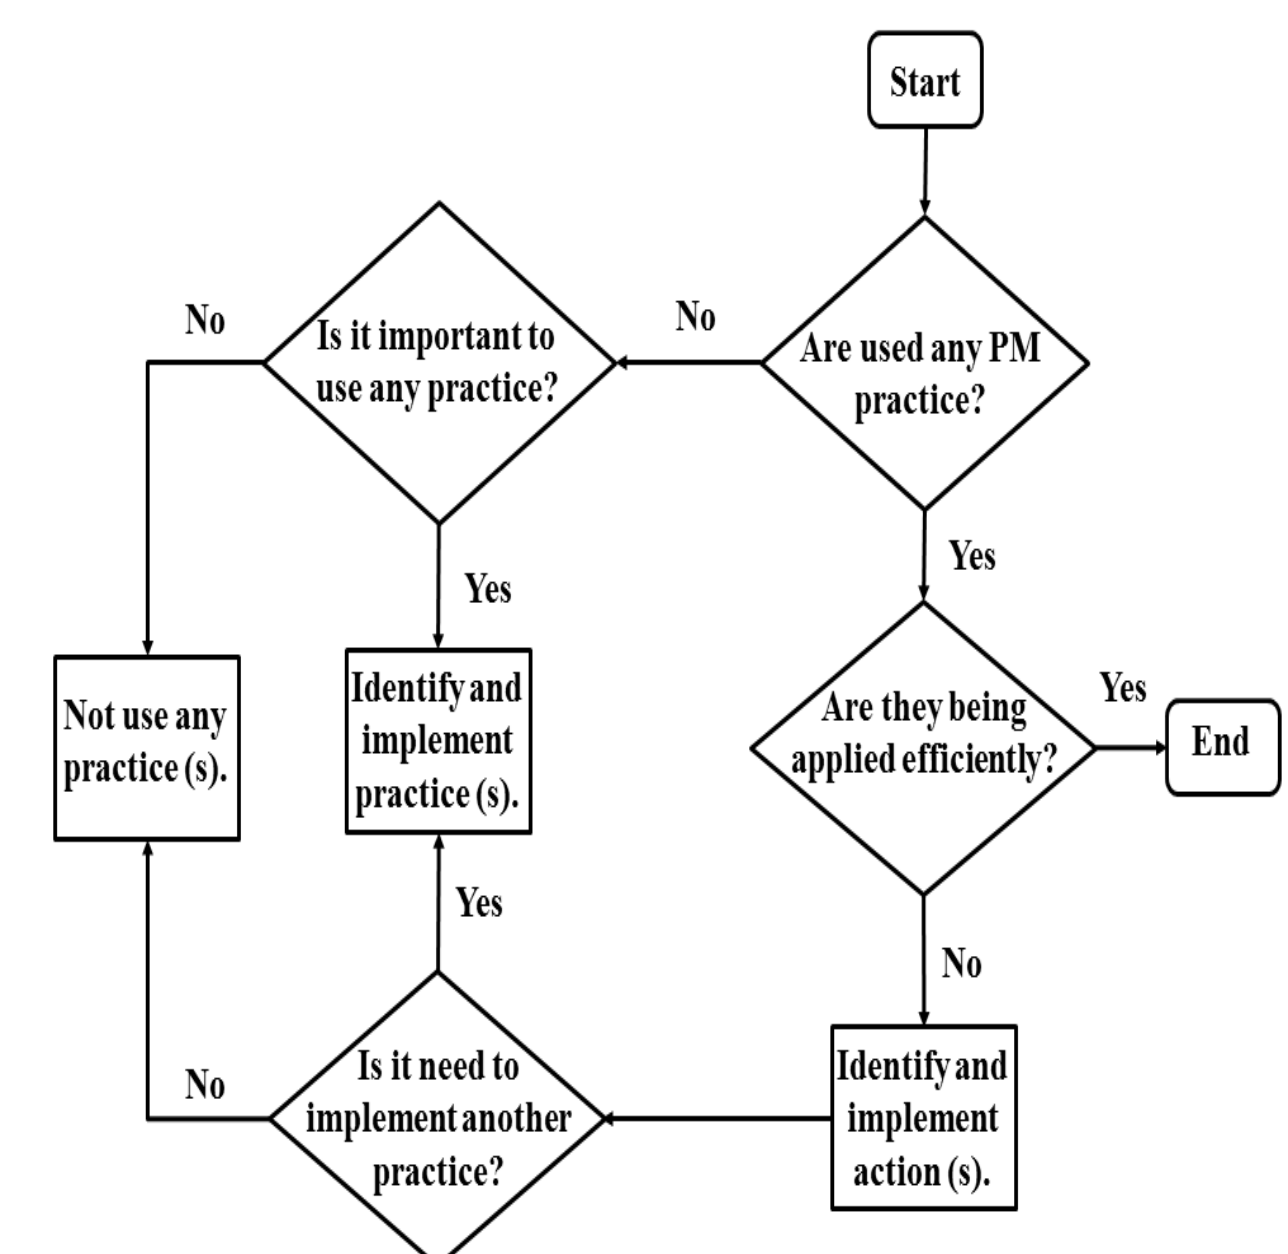 Start
Are used any PM
practice?
No
Is it important to
use any practice?
No
Yes
Yes
Not use any
practice (s).
Identify and
implement
practice (s).
Are they being
applied efficiently?
Yes
End
Yes
No
Is it need to
implement another
practice?
No
Identify and
implement
action (s).